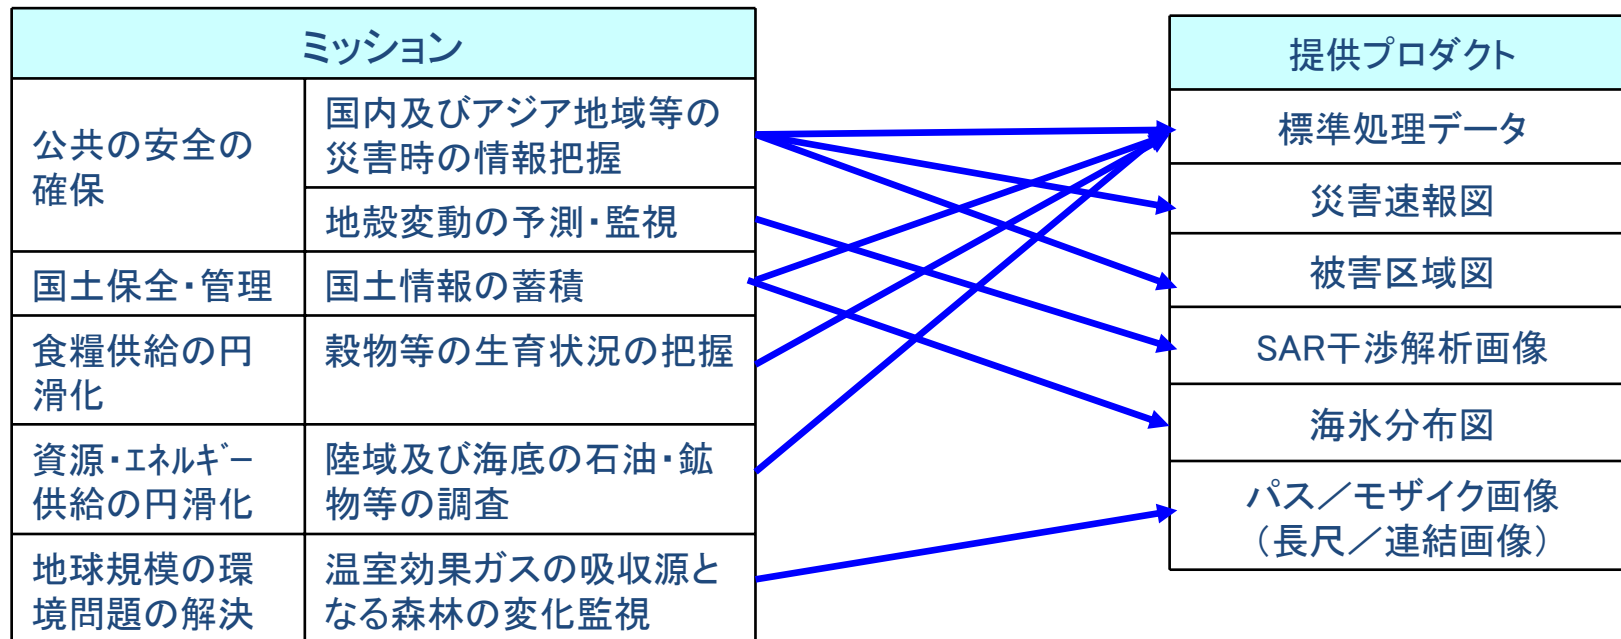 ミッション
公共の安全の
確保
国内及びアジア地域等の
災害時の情報把握
地殻変動の予測・監視
国土保全・管理
国土情報の蓄積
食糧供給の円
滑化
穀物等の生育状況の把握
資源・エネルギー
供給の円滑化
陸域及び海底の石油・鉱
物等の調査
地球規模の環
境問題の解決
温室効果ガスの吸収源と
なる森林の変化監視
提供プロダクト
標準処理データ
災害速報図
被害区域図
SAR干渉解析画像
海氷分布図
パス／モザイク画像
（長尺／連結画像）